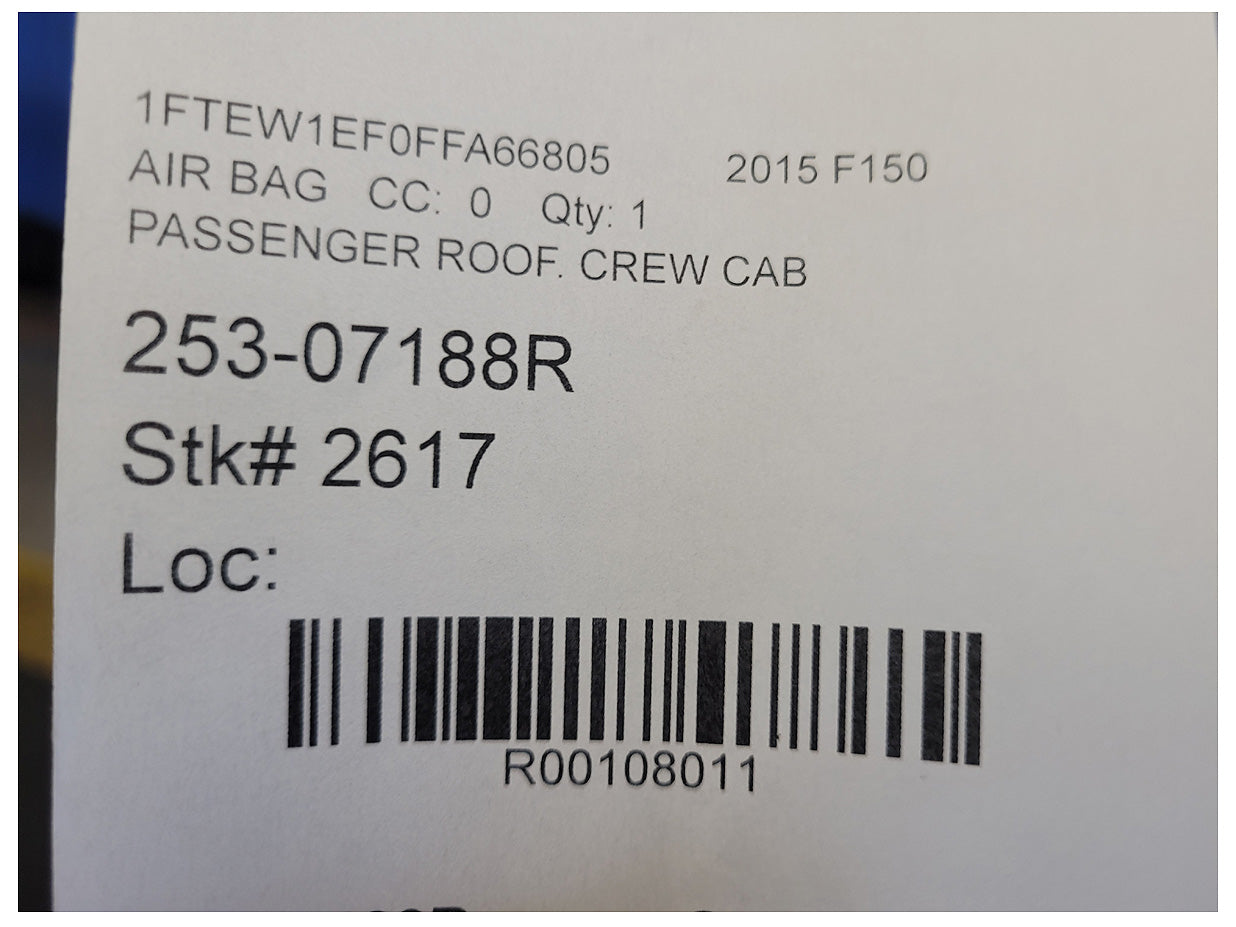 1FTEW1EF0FFA66805 2015 F150
AIR BAG CC: 0 Qty: 1
PASSENGER ROOF. CREW CAB
253-07188R
Stk# 2617
Loc:
R00108011